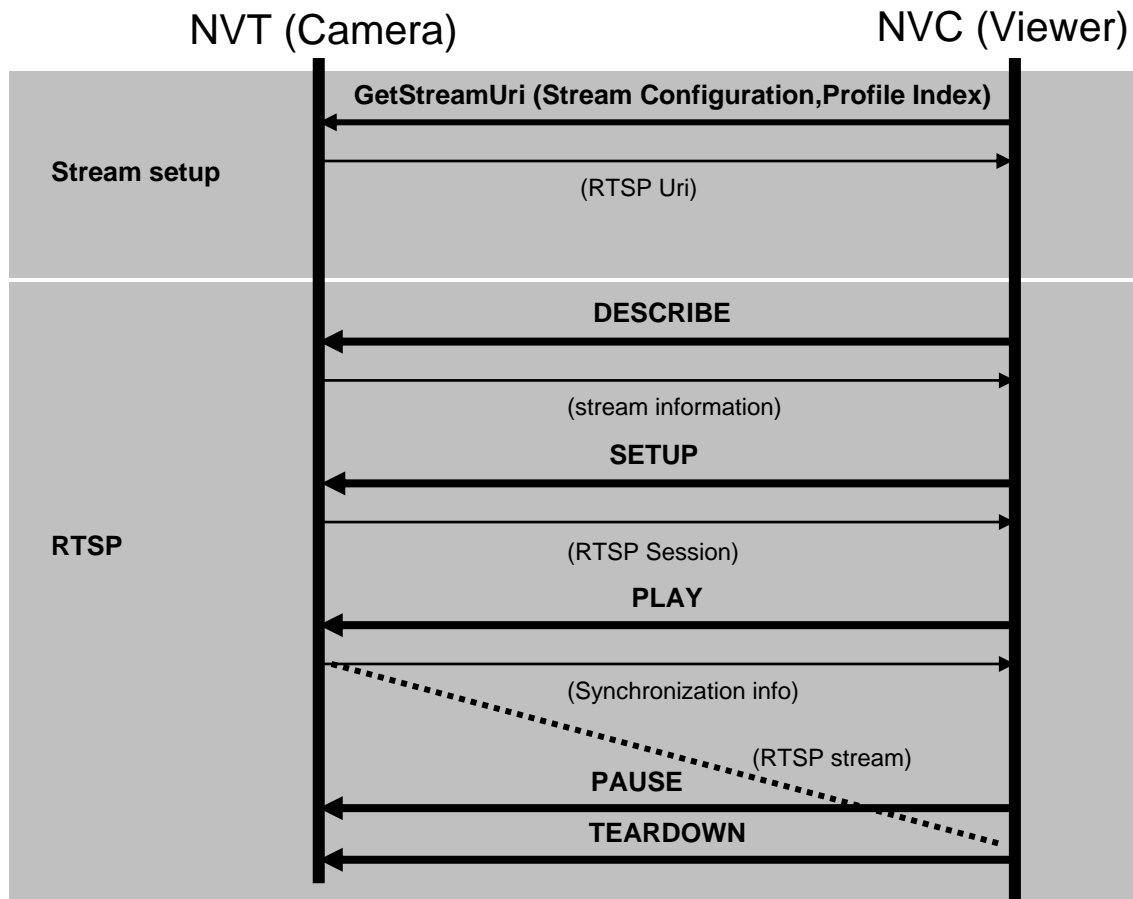 NVT (Camera)
NVC (Viewer)
GetStreamUri (Stream Configuration,Profile Index)
Stream setup
(RTSP Uri)
DESCRIBE
(stream information)
SETUP
RTSP
(RTSP Session)
PLAY
(Synchronization info)
(RTSP stream)
PAUSE
TEARDOWN